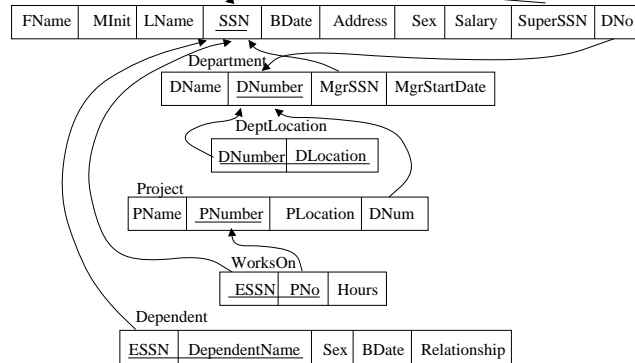 FName MInit LName SSN BDate Address Sex Salary SuperSSN DNo
Department
DName DNumber MgrSSN MgrStartDate
DeptLocation
DNumber DLocation
Project
PName PNumber PLocation DNum
WorksOn
ESSN PNo Hours
Dependent
ESSN DependentName Sex BDate Relationship